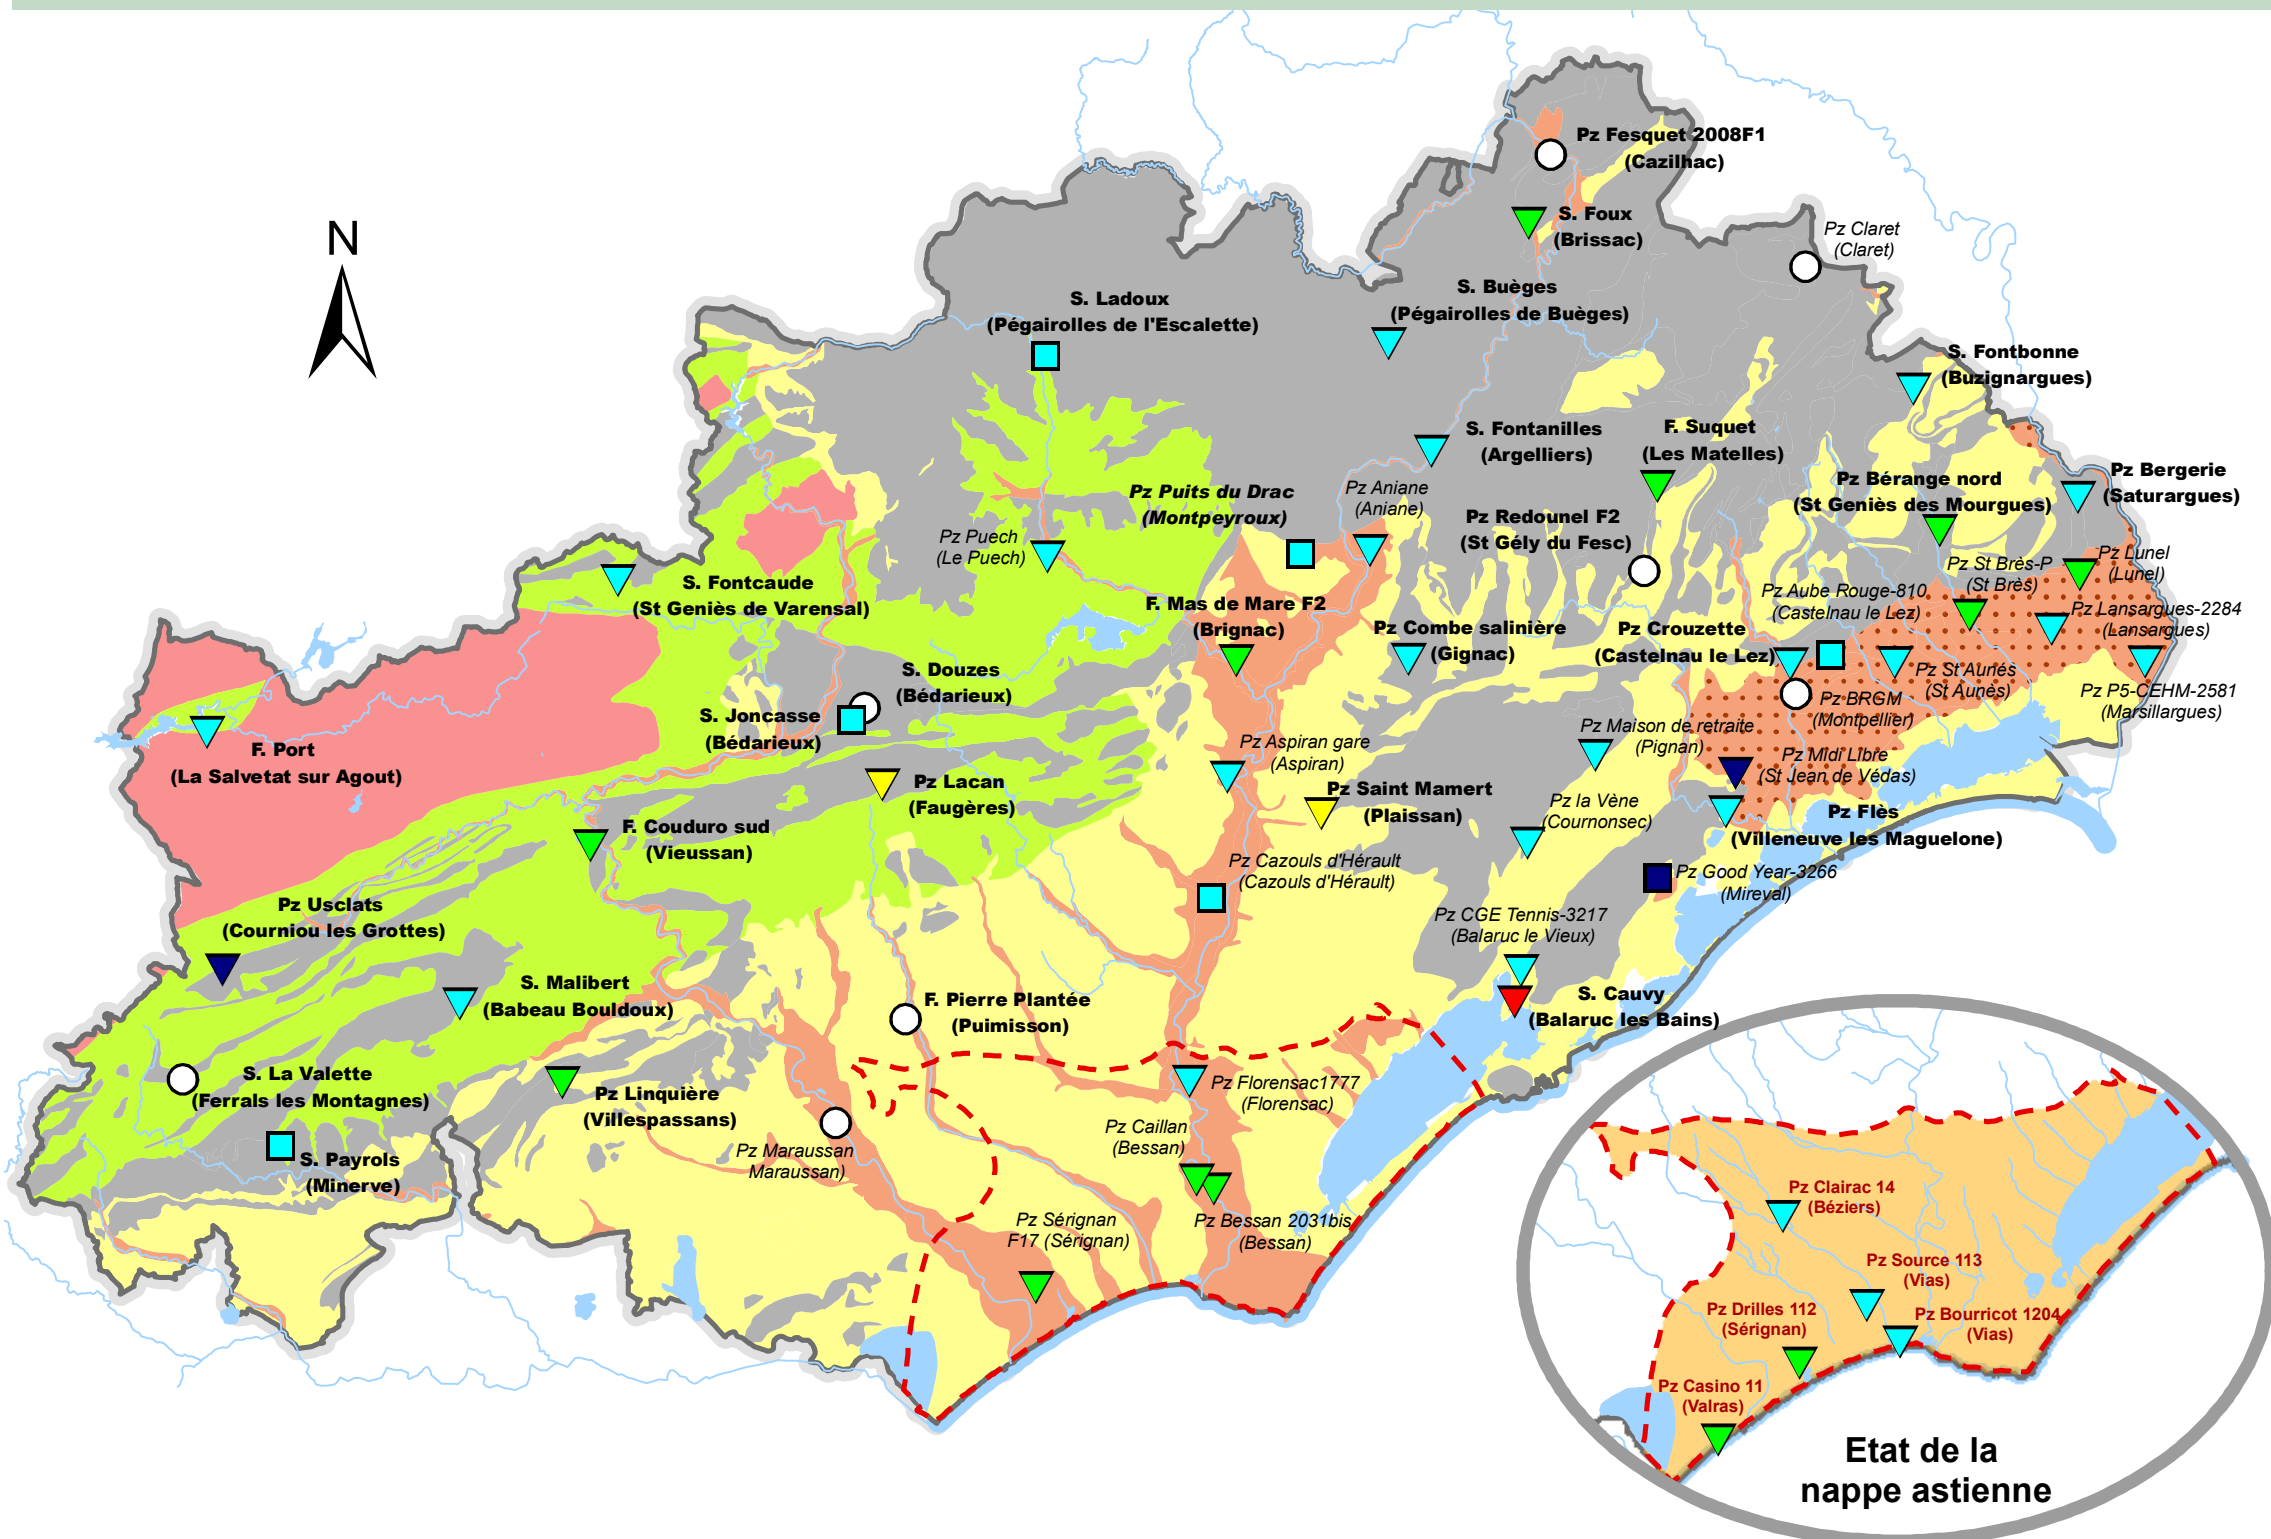 N
Pz Fesquet 2008F1
(Cazilhac)
S. Foux
(Brissac)
Pz Claret
(Claret)
S. Ladoux
(Pégairolles de l'Escalette)
S. Buèges
(Pégairolles de Buèges)
S. Fontbonne
(Buzignargues)
S. Fontanilles
(Argelliers)
F. Suquet
(Les Matelles)
Pz Bergerie
(Saturargues)
Pz Bérange nord
(St Geniès des Mourgues)
Pz Puits du Drac
(Montpeyroux)
Pz Aniane
(Aniane)
Pz Redounel F2
(St Gély du Fesc)
Pz Puech
(Le Puech)
Pz Lunel
(Lunel)
Pz St Brès-P
(St Brès)
S. Fontcaude
(St Geniès de Varensal)
Pz Aube Rouge-810
(Castelnau le Lez)
F. Mas de Mare F2
(Brignac)
Pz Lansargues-2284
(Lansargues)
Pz Combe salinière
(Gignac)
Pz Crouzette
(Castelnau le Lez)
S. Douzes
(Bédarieux)
Pz St Aunés
(St Aunès)
S. Joncasse
(Bédarieux)
Pz BRGM
(Montpellier)
Pz P5-CEHM-2581
(Marsillargues)
F. Port
(La Salvetat sur Agout)
Pz Aspiran gare
(Aspiran)
Pz Maison de retraite
(Pignan)
Pz Midi Libre
(St Jean de Védas)
Pz Lacan
(Faugères)
Pz Saint Mamert
(Plaissan)
Pz la Vène
(Cournonsec)
Pz Flès
(Villeneuve les Maguelone)
F. Couduro sud
(Vieussan)
Pz Cazouls d'Hérault
(Cazouls d'Hérault)
Pz Good Year-3266
(Mireval)
Pz Usclats
(Courniou les Grottes)
Pz CGE Tennis-3217
(Balaruc le Vieux)
S. Malibert
(Babeau Bouldoux)
F. Pierre Plantée
(Puimisson)
S. Cauvy
(Balaruc les Bains)
S. La Valette
(Ferrals les Montagnes)
Pz Linquière
(Villespassans)
Pz Florensac1777
(Florensac)
Pz Caillan
(Bessan)
S. Payrols
(Minerve)
Pz Maraussan
Maraussan)
Pz Sérignan
F17 (Sérignan)
Pz Bessan 2031bis
(Bessan)
Pz Clairac 14
(Béziers)
Pz Source 113
(Vias)
Pz Drilles 112
(Sérignan)
Pz Bourricot 1204
(Vias)
Pz Casino 11
(Valras)
Etat de la
nappe astienne